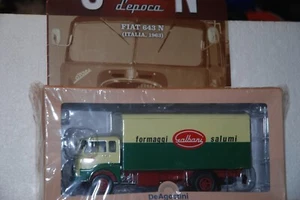 d'epoca
FIAT 643 N
(ITALIA, 1963)
formaggi Galbani salumi
DeAgostini